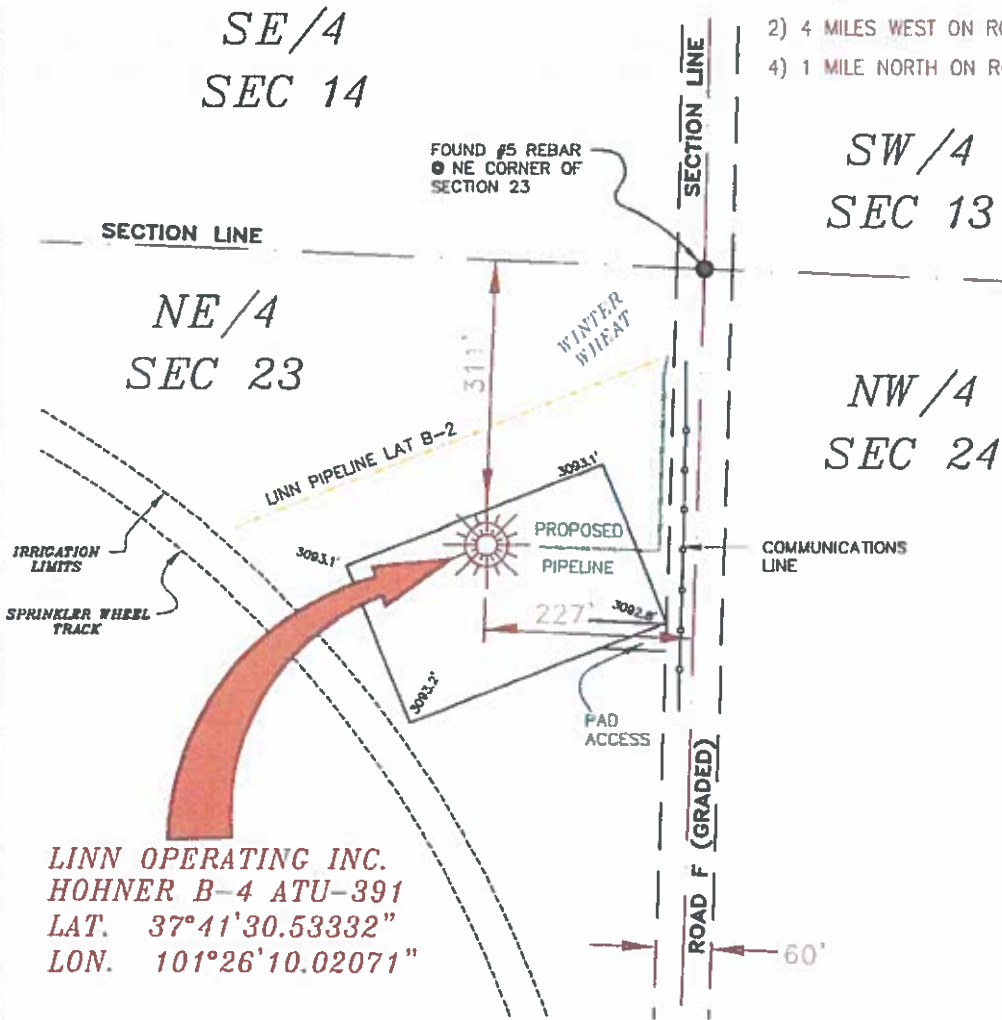 SE/4
SEC 14
2) 4 MILES WEST ON
4) 1 MILE NORTH ON
SECTION LINE
FOUND #5 REBAR
@ NE CORNER OF
SECTION 23
SW/4
SEC 13
SECTION LINE
NE/4
SEC 23
WINTER
WHEAT
311'
NW/4
SEC 24
LINN PIPELINE LAT B-2
3093.1'
3093.1'
PROPOSED
PIPELINE
COMMUNICATIONS
LINE
IRRIGATION
LIMITS
SPRINKLER WHEEL
TRACK
3092.8'
227'
3093.2'
PAD
ACCESS
ROAD F (GRADED)
LINN OPERATING INC.
HOHNER B-4 ATU-391
LAT. 37°41'30.53332"
LON. 101°26'10.02071"
60'